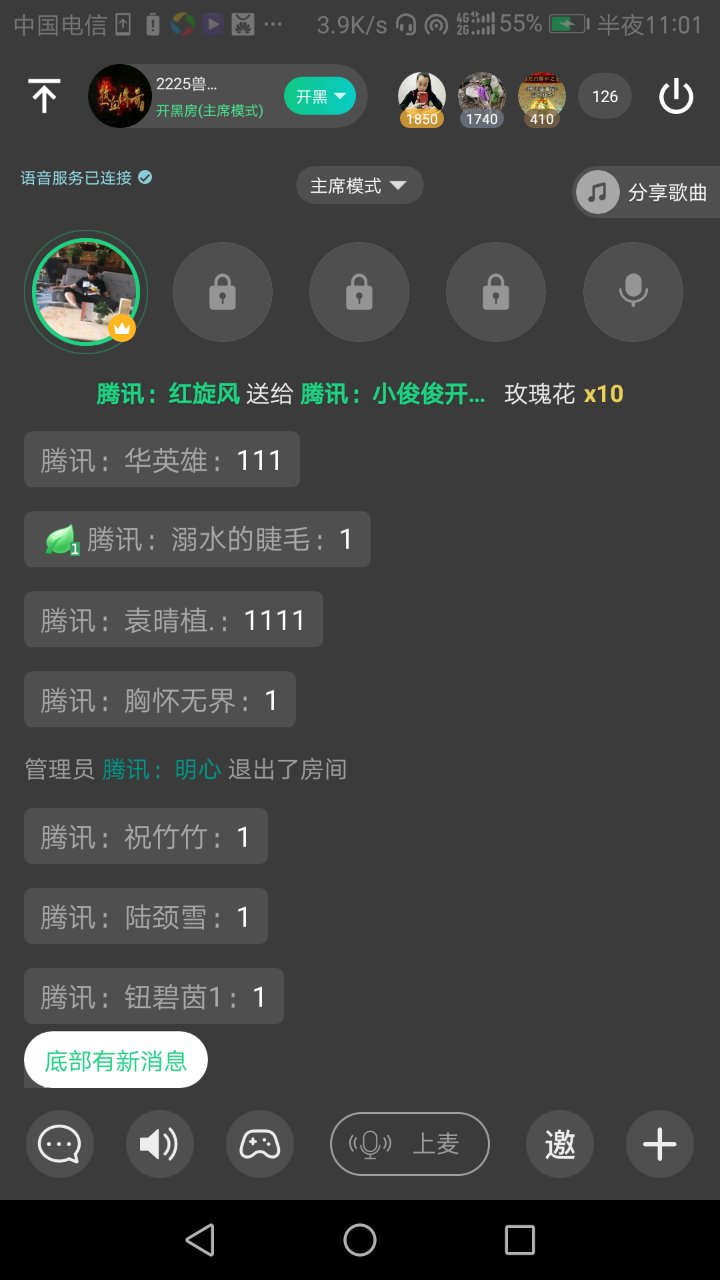 中国电信 ··· 3.9K/s 4G 2G 55% 半夜11:01
2225兽...
开黑房(主席模式)
开黑
1850 1740 410
126
语音服务已连接
主席模式
分享歌曲
腾讯：红旋风 送给 腾讯：小俊俊开... 玫瑰花 x10
腾讯：华英雄：111
1 腾讯：溺水的睫毛：1
腾讯：袁晴植.：1111
腾讯：胸怀无界：1
管理员 腾讯：明心 退出了房间
腾讯：祝竹竹：1
腾讯：陆颈雪：1
腾讯：钮碧茵1：1
底部有新消息
上麦
邀